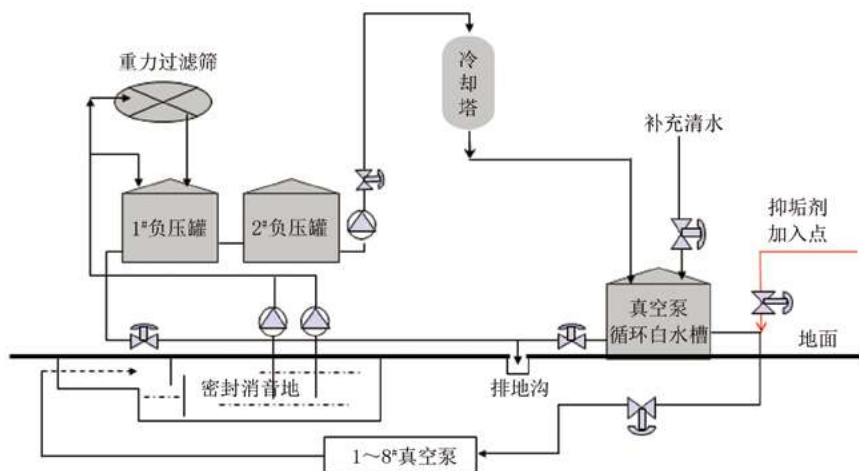 重力过滤筛
冷
却
塔
补充清水
抑垢剂
加入点
1#负压罐
2#负压罐
真空泵
循环白水槽
地面
密封消音地
排地沟
1～8#真空泵